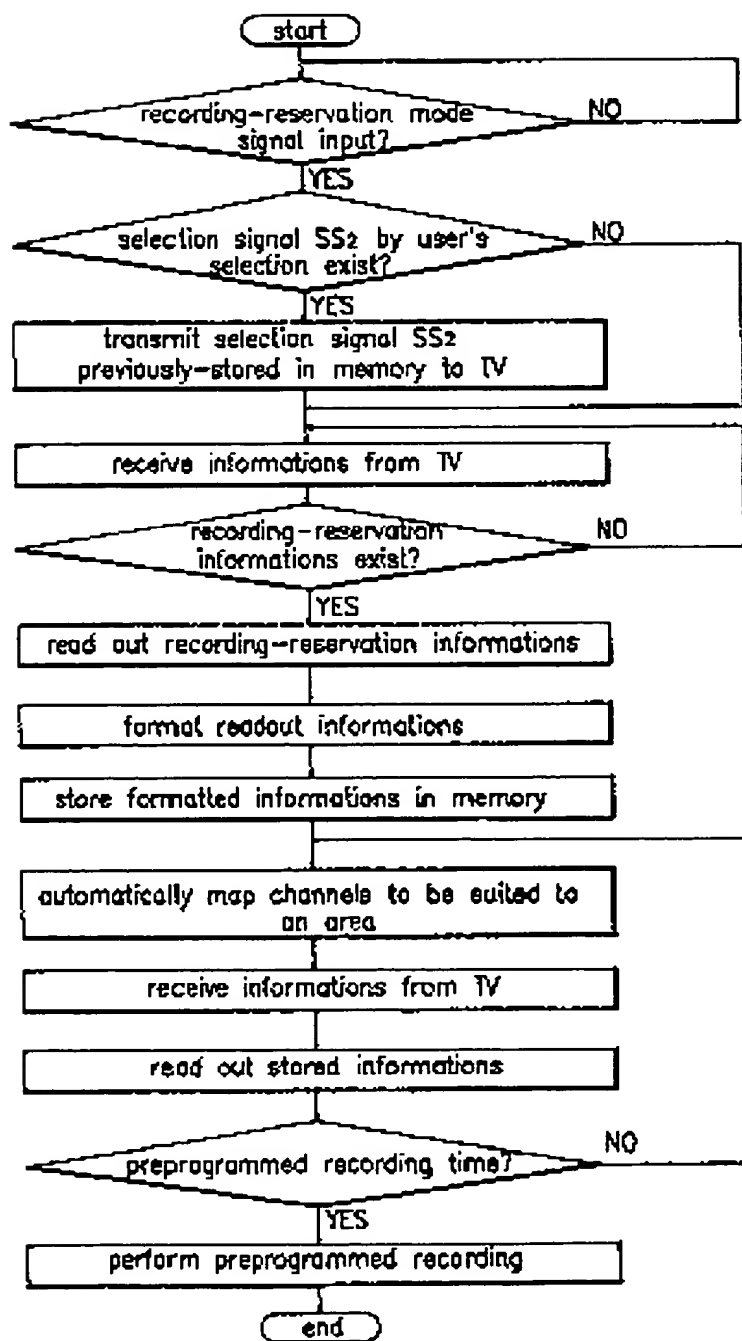 start
recording-reservation mode
signal input?
NO
YES
selection signal SS2 by user's
selection exist?
NO
YES
transmit selection signal SS2
previously-stored in memory to TV
receive informations from TV
recording-reservation
informations exist?
NO
YES
read out recording-reservation informations
format readout informations
store formatted informations in memory
automatically map channels to be suited to
an area
receive informations from TV
read out stored informations
preprogrammed recording time?
NO
YES
perform preprogrammed recording
end